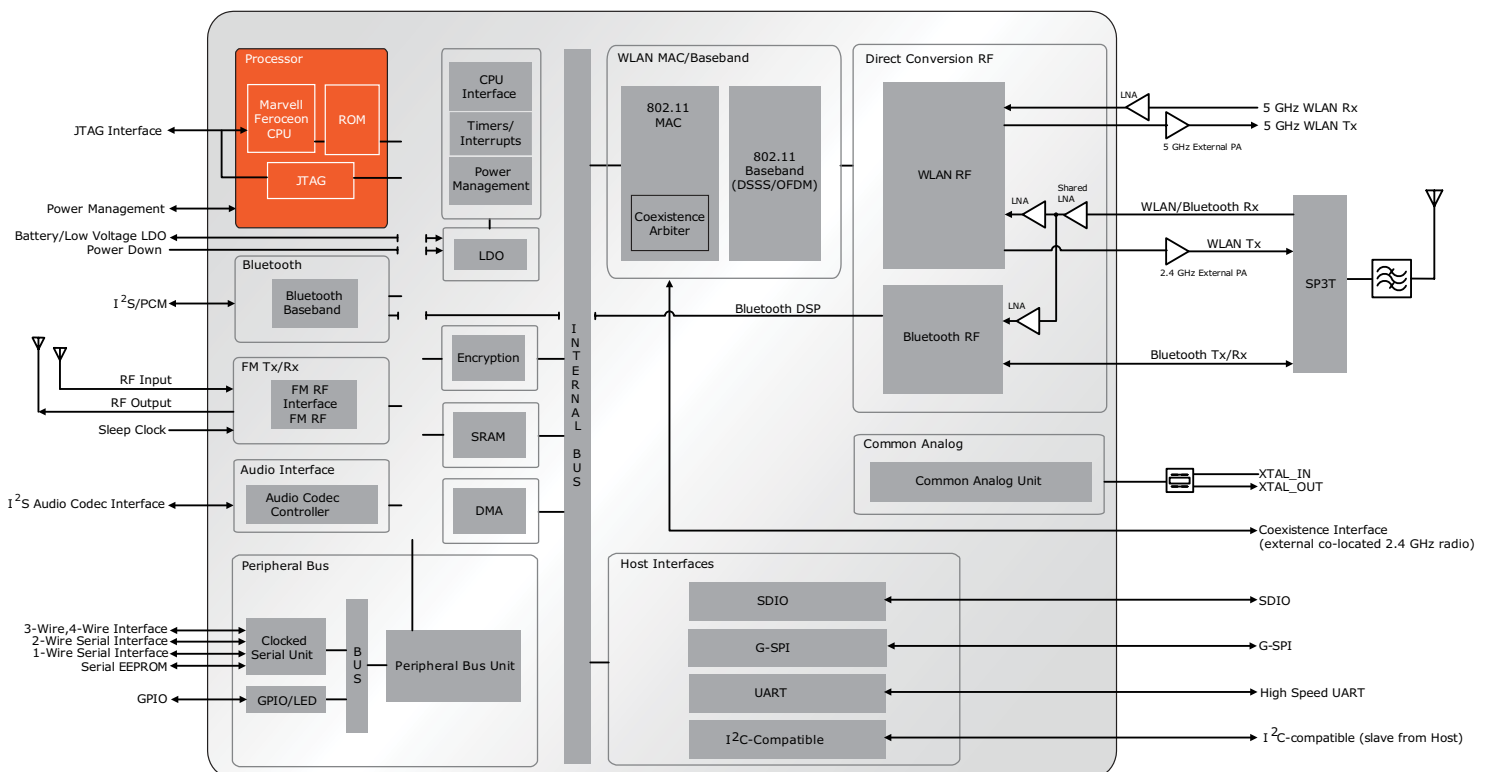 Processor
Marvell
Feroceon
CPU
ROM
JTAG
JTAG Interface
Power Management
Battery/Low Voltage LDO
Power Down
CPU
Interface
Timers/
Interrupts
Power
Management
LDO
Bluetooth
Bluetooth
Baseband
I²S/PCM
FM Tx/Rx
FM RF
Interface
FM RF
RF Input
RF Output
Sleep Clock
Encryption
SRAM
DMA
Audio Interface
Audio Codec
Controller
I²S Audio Codec Interface
Peripheral Bus
Clocked
Serial Unit
GPIO/LED
BUS
Peripheral Bus Unit
3-Wire,4-Wire Interface
2-Wire Serial Interface
1-Wire Serial Interface
Serial EEPROM
GPIO
INTERNAL BUS
WLAN MAC/Baseband
802.11
MAC
Coexistence
Arbiter
802.11
Baseband
(DSSS/OFDM)
Bluetooth DSP
Direct Conversion RF
WLAN RF
Bluetooth RF
LNA
5 GHz WLAN Rx
5 GHz WLAN Tx
5 GHz External PA
LNA
Shared
LNA
WLAN/Bluetooth Rx
WLAN Tx
2.4 GHz External PA
LNA
Bluetooth Tx/Rx
SP3T
Common Analog
Common Analog Unit
XTAL_IN
XTAL_OUT
Coexistence Interface
(external co-located 2.4 GHz radio)
Host Interfaces
SDIO
G-SPI
UART
I²C-Compatible
SDIO
G-SPI
High Speed UART
I²C-compatible (slave from Host)